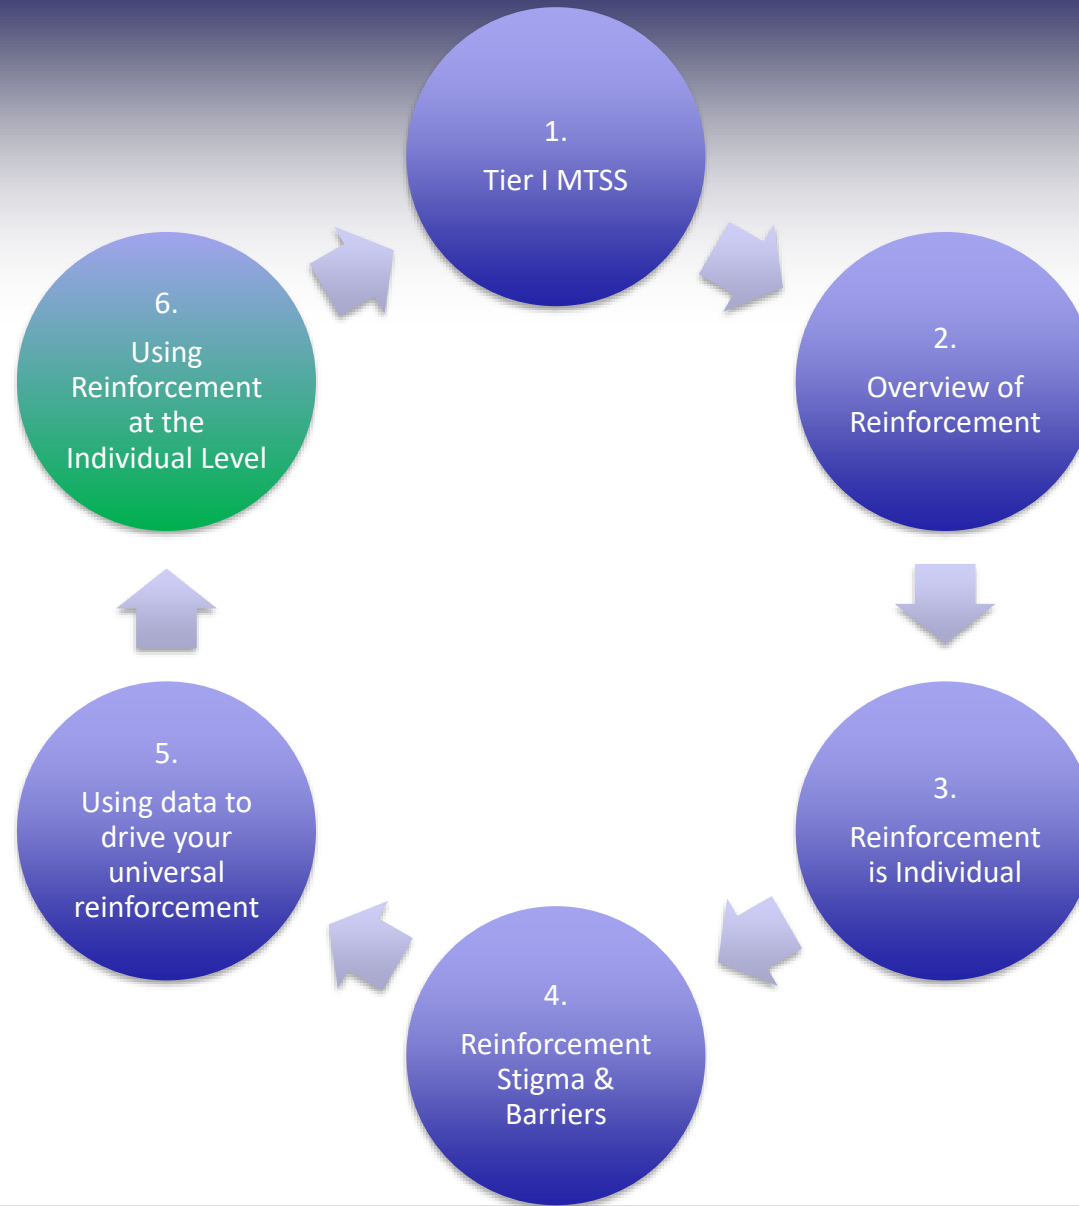 1.
Tier I MTSS
2.
Overview of
Reinforcement
3.
Reinforcement
is Individual
4.
Reinforcement
Stigma &
Barriers
5.
Using data to
drive your
universal
reinforcement
6.
Using
Reinforcement
at the
Individual Level